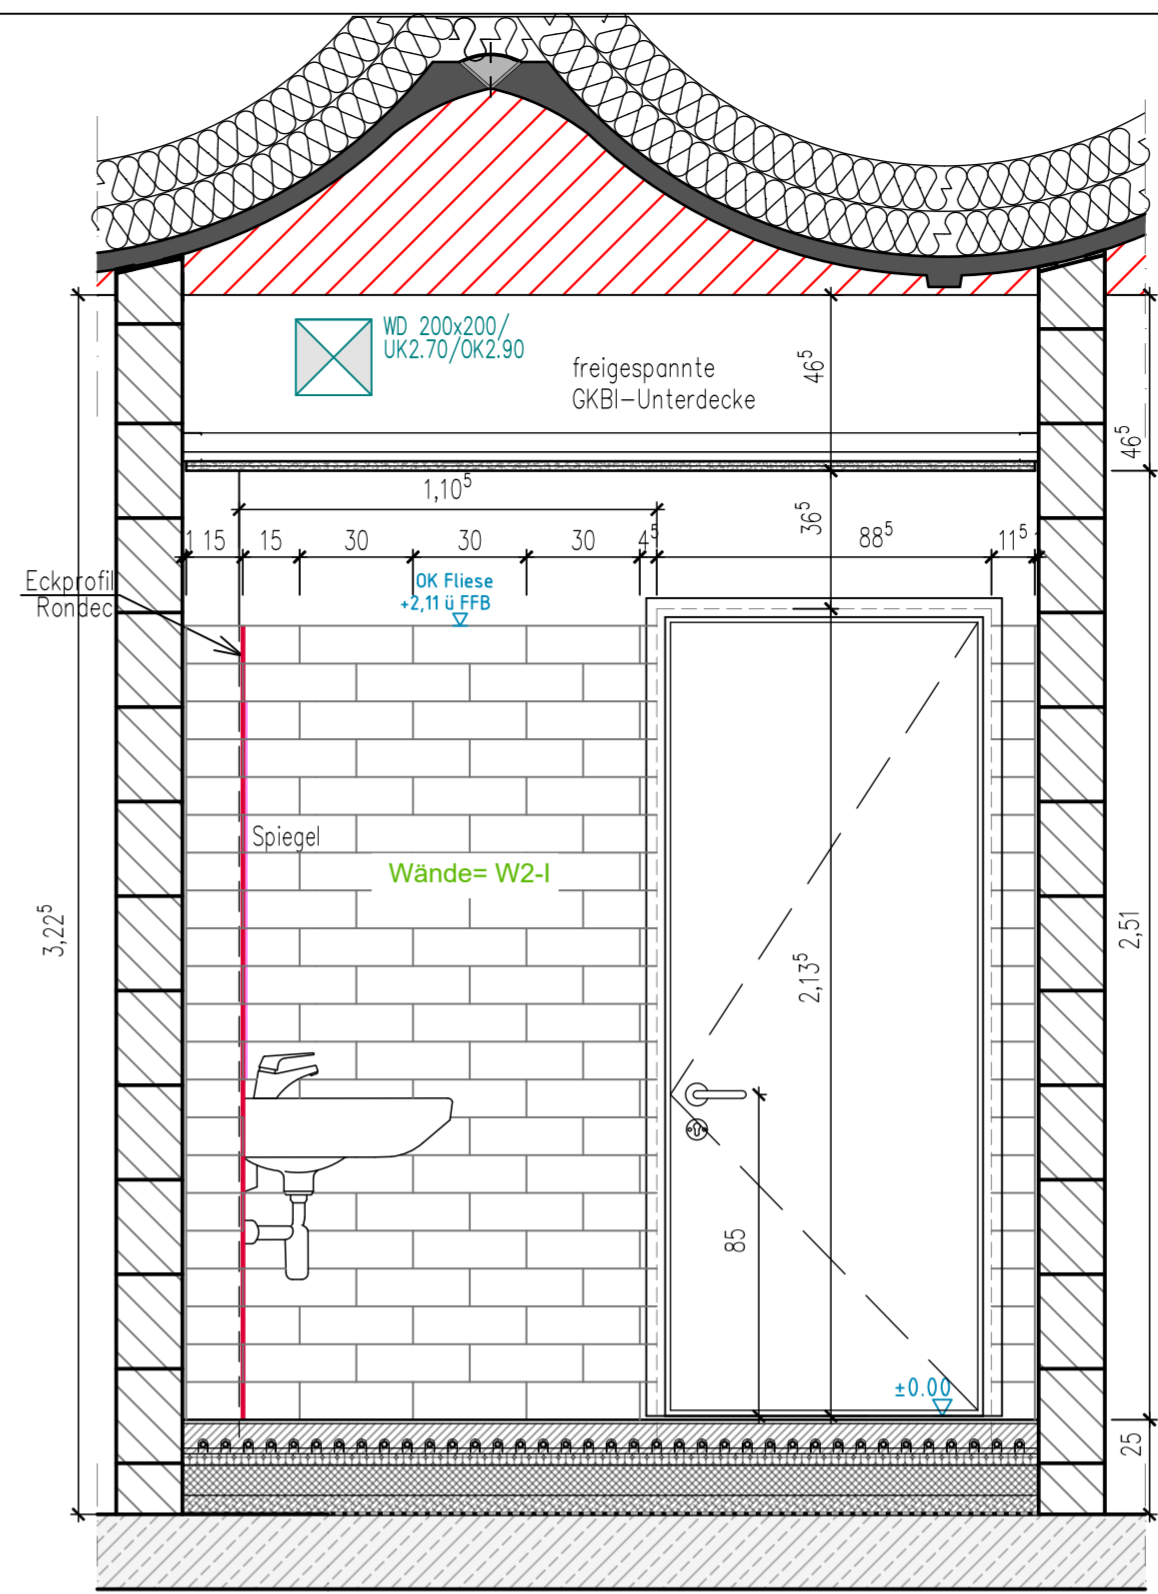 WD 200x200/
UK2.70/OK2.90
freigespannte
GKBI-Unterdecke
46⁵
46⁵
1,10⁵
36⁵
1 15 15 30 30 30 4⁵ 88⁵ 11⁵ 1
Eckprofil
Rondec
OK Fliese
+2,11 ü FFB
Spiegel
Wände= W2-I
3,22⁵
2,13⁵
2,51
85
±0.00
25